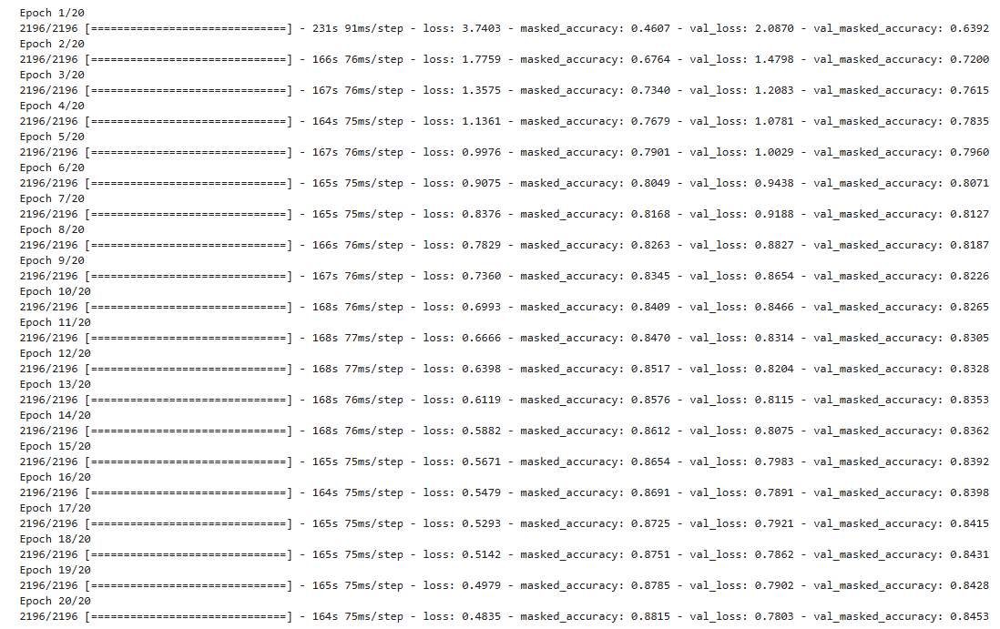 Epoch 1/20
2196/2196 [==============================] - 231s 91ms/step - loss: 3.7403 - masked_accuracy: 0.4607 - val_loss: 2.0870 - val_masked_accuracy: 0.6392
Epoch 2/20
2196/2196 [==============================] - 166s 76ms/step - loss: 1.7759 - masked_accuracy: 0.6764 - val_loss: 1.4798 - val_masked_accuracy: 0.7200
Epoch 3/20
2196/2196 [==============================] - 167s 76ms/step - loss: 1.3575 - masked_accuracy: 0.7340 - val_loss: 1.2083 - val_masked_accuracy: 0.7615
Epoch 4/20
2196/2196 [==============================] - 164s 75ms/step - loss: 1.1361 - masked_accuracy: 0.7679 - val_loss: 1.0781 - val_masked_accuracy: 0.7835
Epoch 5/20
2196/2196 [==============================] - 167s 76ms/step - loss: 0.9976 - masked_accuracy: 0.7901 - val_loss: 1.0029 - val_masked_accuracy: 0.7960
Epoch 6/20
2196/2196 [==============================] - 165s 75ms/step - loss: 0.9075 - masked_accuracy: 0.8049 - val_loss: 0.9438 - val_masked_accuracy: 0.8071
Epoch 7/20
2196/2196 [==============================] - 165s 75ms/step - loss: 0.8376 - masked_accuracy: 0.8168 - val_loss: 0.9188 - val_masked_accuracy: 0.8127
Epoch 8/20
2196/2196 [==============================] - 166s 76ms/step - loss: 0.7829 - masked_accuracy: 0.8263 - val_loss: 0.8827 - val_masked_accuracy: 0.8187
Epoch 9/20
2196/2196 [==============================] - 167s 76ms/step - loss: 0.7360 - masked_accuracy: 0.8345 - val_loss: 0.8654 - val_masked_accuracy: 0.8226
Epoch 10/20
2196/2196 [==============================] - 168s 76ms/step - loss: 0.6993 - masked_accuracy: 0.8409 - val_loss: 0.8466 - val_masked_accuracy: 0.8265
Epoch 11/20
2196/2196 [==============================] - 168s 77ms/step - loss: 0.6666 - masked_accuracy: 0.8470 - val_loss: 0.8314 - val_masked_accuracy: 0.8305
Epoch 12/20
2196/2196 [==============================] - 168s 77ms/step - loss: 0.6398 - masked_accuracy: 0.8517 - val_loss: 0.8204 - val_masked_accuracy: 0.8328
Epoch 13/20
2196/2196 [==============================] - 168s 76ms/step - loss: 0.6119 - masked_accuracy: 0.8576 - val_loss: 0.8115 - val_masked_accuracy: 0.8353
Epoch 14/20
2196/2196 [==============================] - 168s 76ms/step - loss: 0.5882 - masked_accuracy: 0.8612 - val_loss: 0.8075 - val_masked_accuracy: 0.8362
Epoch 15/20
2196/2196 [==============================] - 165s 75ms/step - loss: 0.5671 - masked_accuracy: 0.8654 - val_loss: 0.7983 - val_masked_accuracy: 0.8392
Epoch 16/20
2196/2196 [==============================] - 164s 75ms/step - loss: 0.5479 - masked_accuracy: 0.8691 - val_loss: 0.7891 - val_masked_accuracy: 0.8398
Epoch 17/20
2196/2196 [==============================] - 165s 75ms/step - loss: 0.5293 - masked_accuracy: 0.8725 - val_loss: 0.7921 - val_masked_accuracy: 0.8415
Epoch 18/20
2196/2196 [==============================] - 165s 75ms/step - loss: 0.5142 - masked_accuracy: 0.8751 - val_loss: 0.7862 - val_masked_accuracy: 0.8431
Epoch 19/20
2196/2196 [==============================] - 165s 75ms/step - loss: 0.4979 - masked_accuracy: 0.8785 - val_loss: 0.7902 - val_masked_accuracy: 0.8428
Epoch 20/20
2196/2196 [==============================] - 164s 75ms/step - loss: 0.4835 - masked_accuracy: 0.8815 - val_loss: 0.7803 - val_masked_accuracy: 0.8453